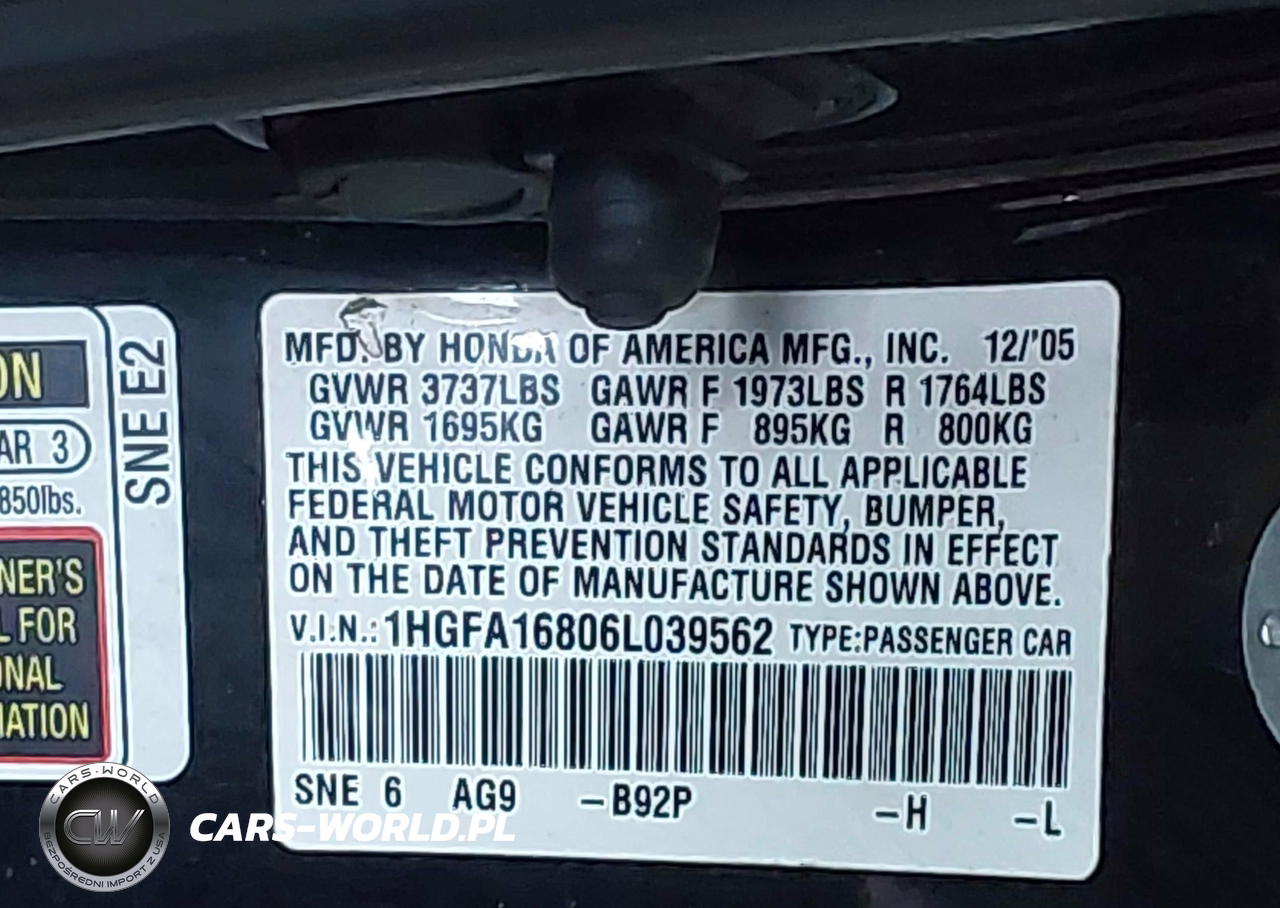 MFD. BY HONDA OF AMERICA MFG., INC. 12/'05
GVWR 3737LBS GAWR F 1973LBS R 1764LBS
GVWR 1695KG GAWR F 895KG R 800KG
THIS VEHICLE CONFORMS TO ALL APPLICABLE
FEDERAL MOTOR VEHICLE SAFETY, BUMPER,
AND THEFT PREVENTION STANDARDS IN EFFECT
ON THE DATE OF MANUFACTURE SHOWN ABOVE.
V.I.N.: 1HGFA16806L039562 TYPE:PASSENGER CAR
SNE 6 AG9 -B92P -H -L
ON
AR 3
850lbs.
NER'S
L FOR
ONAL
MATION
SNE E2
CARS-WORLD
CW
BEZPOŚREDNI IMPORT Z USA
CARS-WORLD.PL